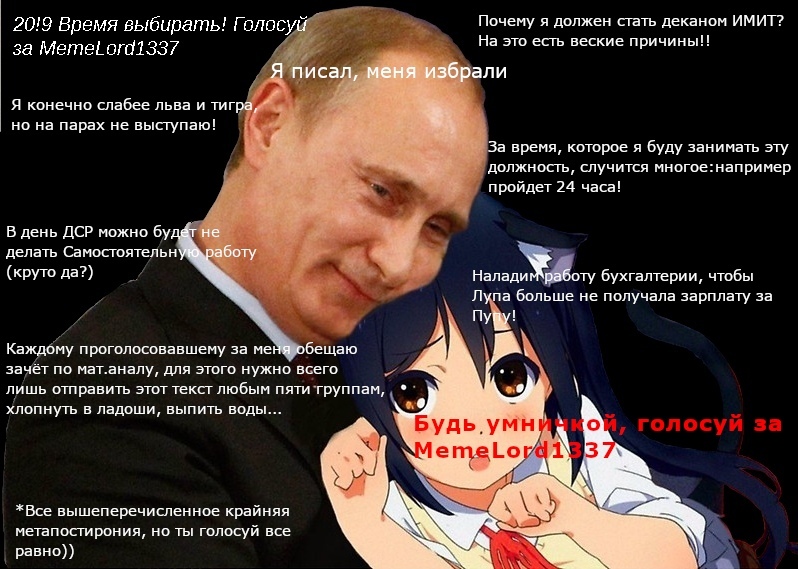 20!9 Время выбирать! Голосуй
за MemeLord1337
Почему я должен стать деканом ИМИТ?
На это есть веские причины!!
Я писал, меня избрали
Я конечно слабее льва и тигра,
но на парах не выступаю!
За время, которое я буду занимать эту
должность, случится многое:например
пройдет 24 часа!
В день ДСР можно будет не
делать Самостоятельную работу
(круто да?)
Наладим работу бухгалтерии, чтобы
Лупа больше не получала зарплату за
Пупу!
Каждому проголосовавшему за меня обещаю
зачёт по мат.аналу, для этого нужно всего
лишь отправить этот текст любым пяти группам,
хлопнуть в ладоши, выпить воды...
Будь умничкой, голосуй за
MemeLord1337
*Все вышеперечисленное крайняя
метапостирония, но ты голосуй все
равно))